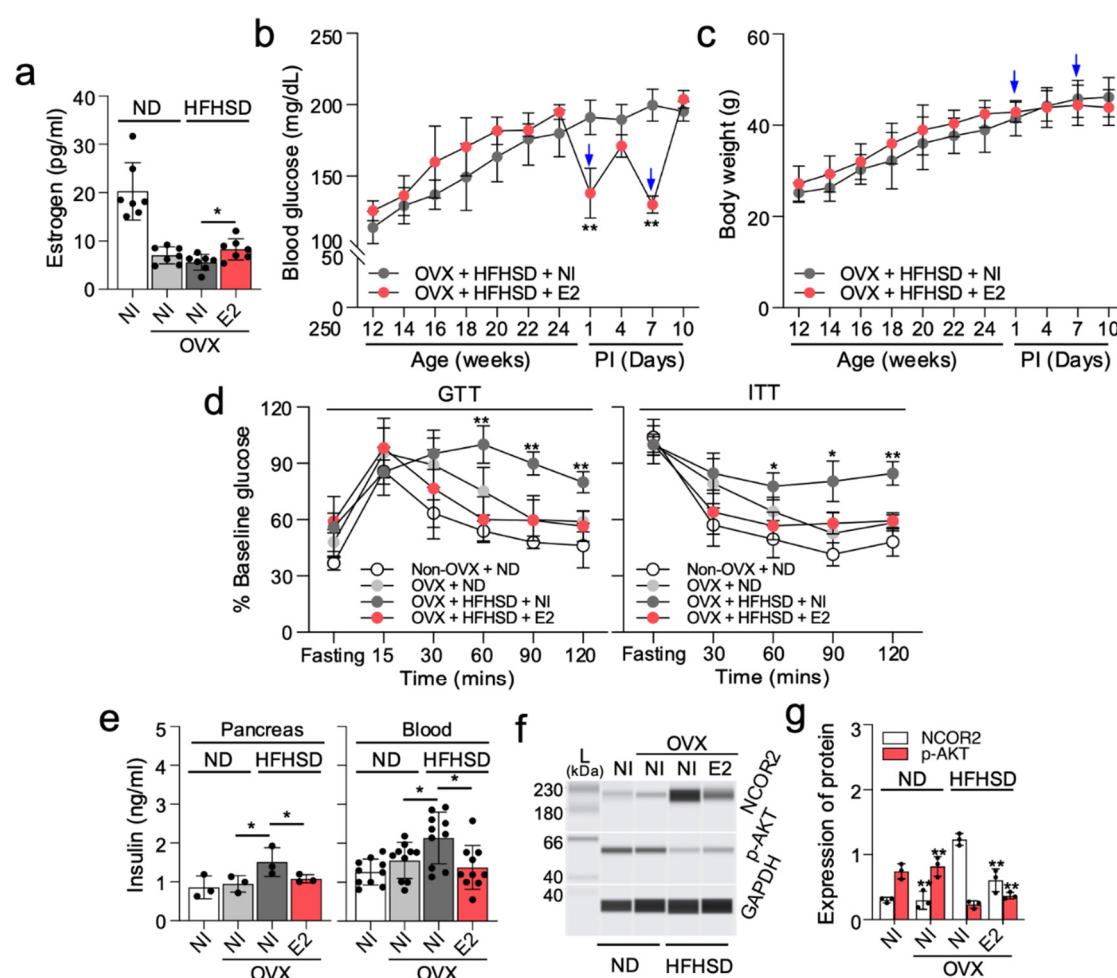 a
ND HFHSD
Estrogen (pg/ml)
40
30
20
10
0
*
NI NI NI E2
OVX
b
Blood glucose (mg/dL)
250
200
150
100
50
0
250
** **
OVX + HFHSD + NI
OVX + HFHSD + E2
12 14 16 18 20 22 24 1 4 7 10
Age (weeks) PI (Days)
c
Body weight (g)
60
40
20
0
OVX + HFHSD + NI
OVX + HFHSD + E2
12 14 16 18 20 22 24 1 4 7 10
Age (weeks) PI (Days)
d
GTT ITT
% Baseline glucose
120
90
60
30
0
** ** **
* * **
Non-OVX + ND
OVX + ND
OVX + HFHSD + NI
OVX + HFHSD + E2
Fasting 15 30 60 90 120
Time (mins)
Non-OVX + ND
OVX + ND
OVX + HFHSD + NI
OVX + HFHSD + E2
Fasting 30 60 90 120
Time (mins)
e
Insulin (ng/ml)
5
4
3
2
1
0
Pancreas Blood
ND HFHSD ND HFHSD
* * * *
NI NI NI E2 NI NI NI E2
OVX OVX
f
OVX
L
(kDa)
NI NI NI E2
230
180
66
40
40
NCOR2
p-AKT
GAPDH
ND HFHSD
g
Expression of protein
3
2
1
0
NCOR2
p-AKT
ND HFHSD
** ** ** **
NI NI NI E2
OVX